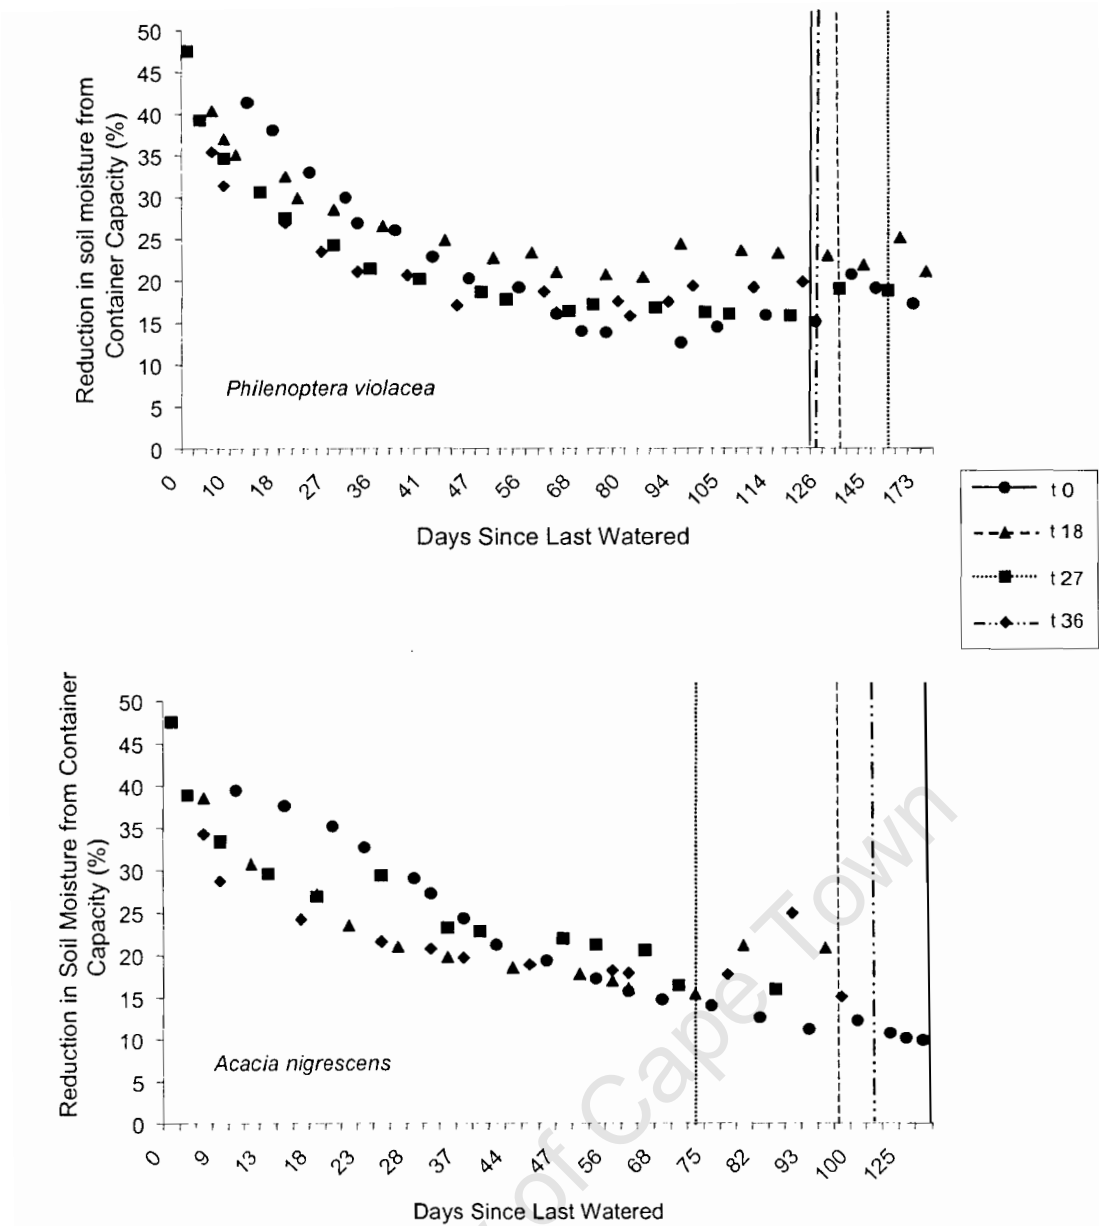 Reduction in soil moisture from
Container Capacity (%)
50
45
40
35
30
25
20
15
10
5
0
Philenoptera violacea
0 10 18 27 36 41 47 56 68 80 94 105 114 126 145 173
Days Since Last Watered
t 0
t 18
t 27
t 36
Reduction in Soil Moisture from Container
Capacity (%)
50
45
40
35
30
25
20
15
10
5
0
Acacia nigrescens
0 9 13 18 23 28 37 44 47 56 68 75 82 93 100 125
Days Since Last Watered
of Cape Town